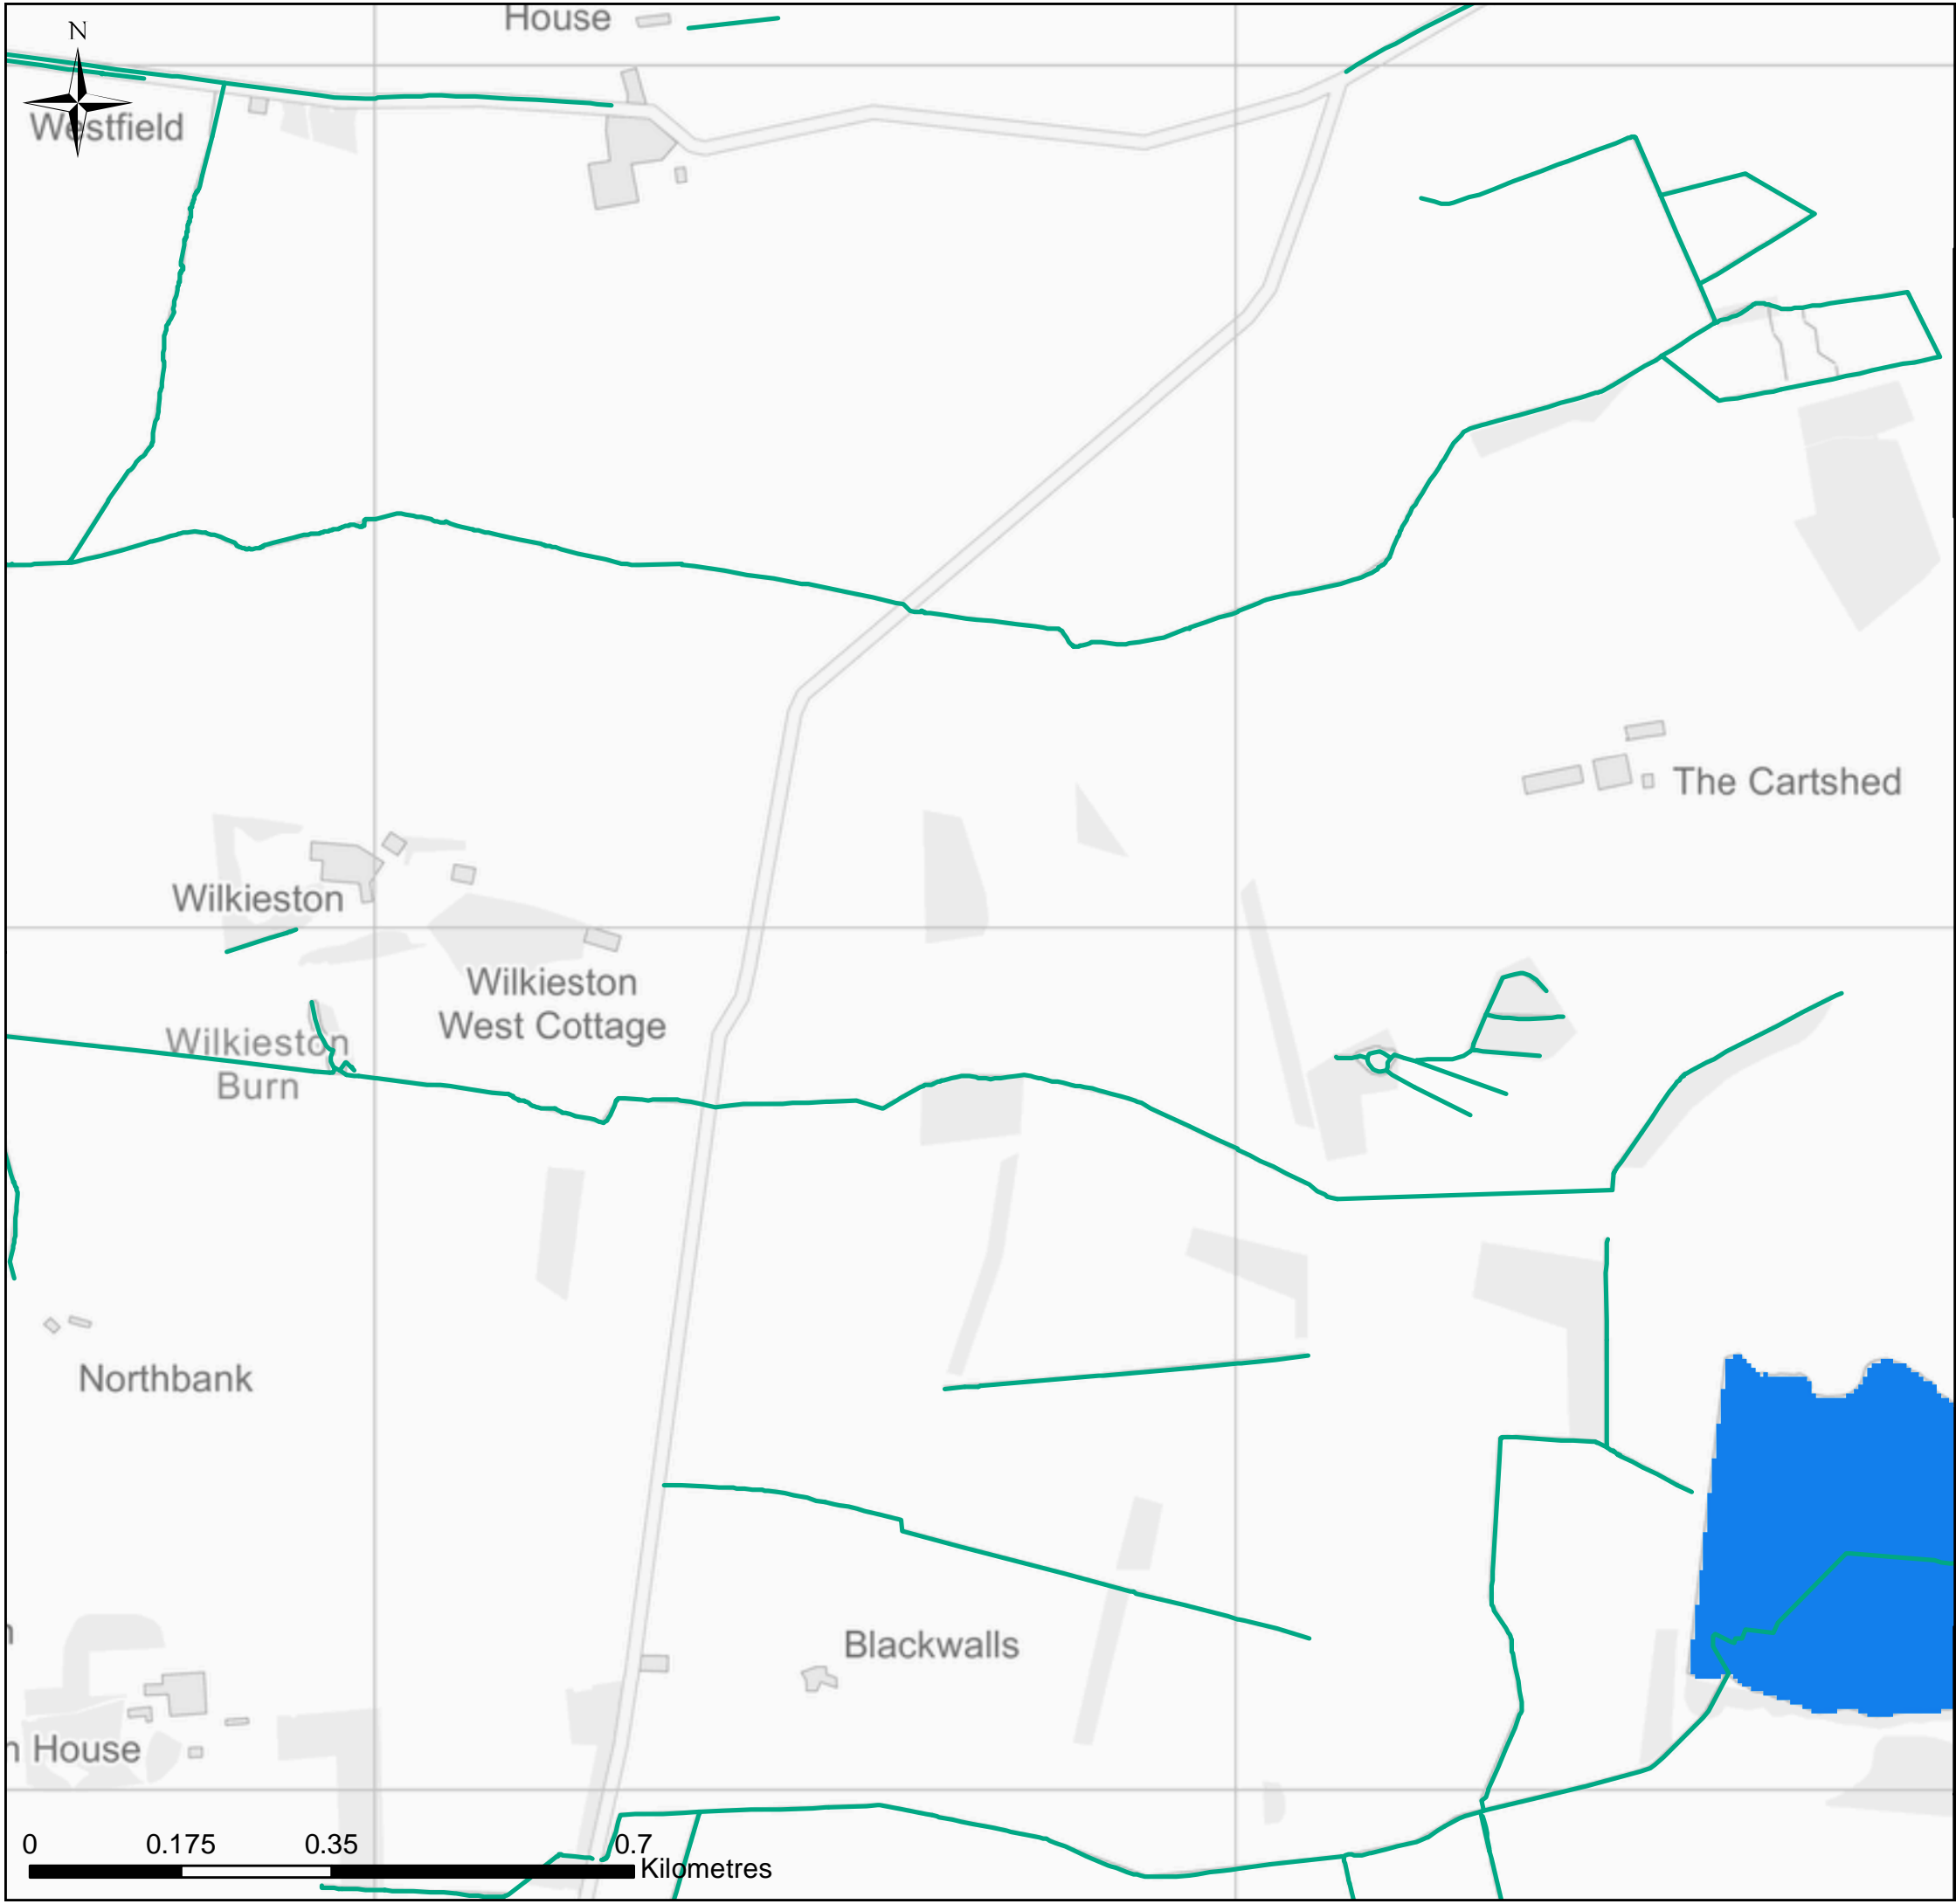 House
N
Westfield
The Cartshed
Wilkieston
Wilkieston
West Cottage
Wilkieston
Burn
Northbank
Blackwalls
n House
0 0.175 0.35 0.7
Kilometres